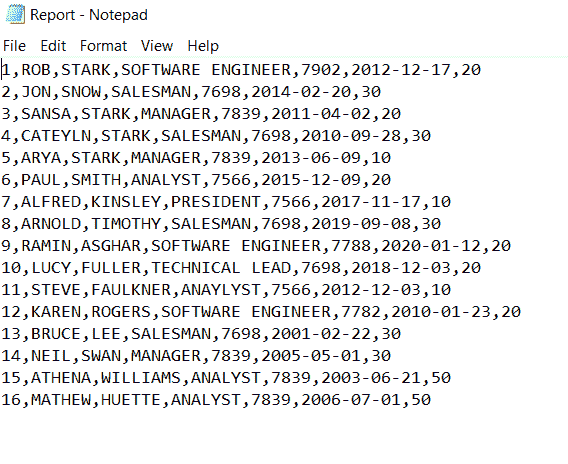 Report - Notepad
File Edit Format View Help
1,ROB,STARK,SOFTWARE ENGINEER,7902,2012-12-17,20
2,JON,SNOW,SALESMAN,7698,2014-02-20,30
3,SANSA,STARK,MANAGER,7839,2011-04-02,20
4,CATEYLN,STARK,SALESMAN,7698,2010-09-28,30
5,ARYA,STARK,MANAGER,7839,2013-06-09,10
6,PAUL,SMITH,ANALYST,7566,2015-12-09,20
7,ALFRED,KINSLEY,PRESIDENT,7566,2017-11-17,10
8,ARNOLD,TIMOTHY,SALESMAN,7698,2019-09-08,30
9,RAMIN,ASGHAR,SOFTWARE ENGINEER,7788,2020-01-12,20
10,LUCY,FULLER,TECHNICAL LEAD,7698,2018-12-03,20
11,STEVE,FAULKNER,ANAYLYST,7566,2012-12-03,10
12,KAREN,ROGERS,SOFTWARE ENGINEER,7782,2010-01-23,20
13,BRUCE,LEE,SALESMAN,7698,2001-02-22,30
14,NEIL,SWAN,MANAGER,7839,2005-05-01,30
15,ATHENA,WILLIAMS,ANALYST,7839,2003-06-21,50
16,MATHEW,HUETTE,ANALYST,7839,2006-07-01,50